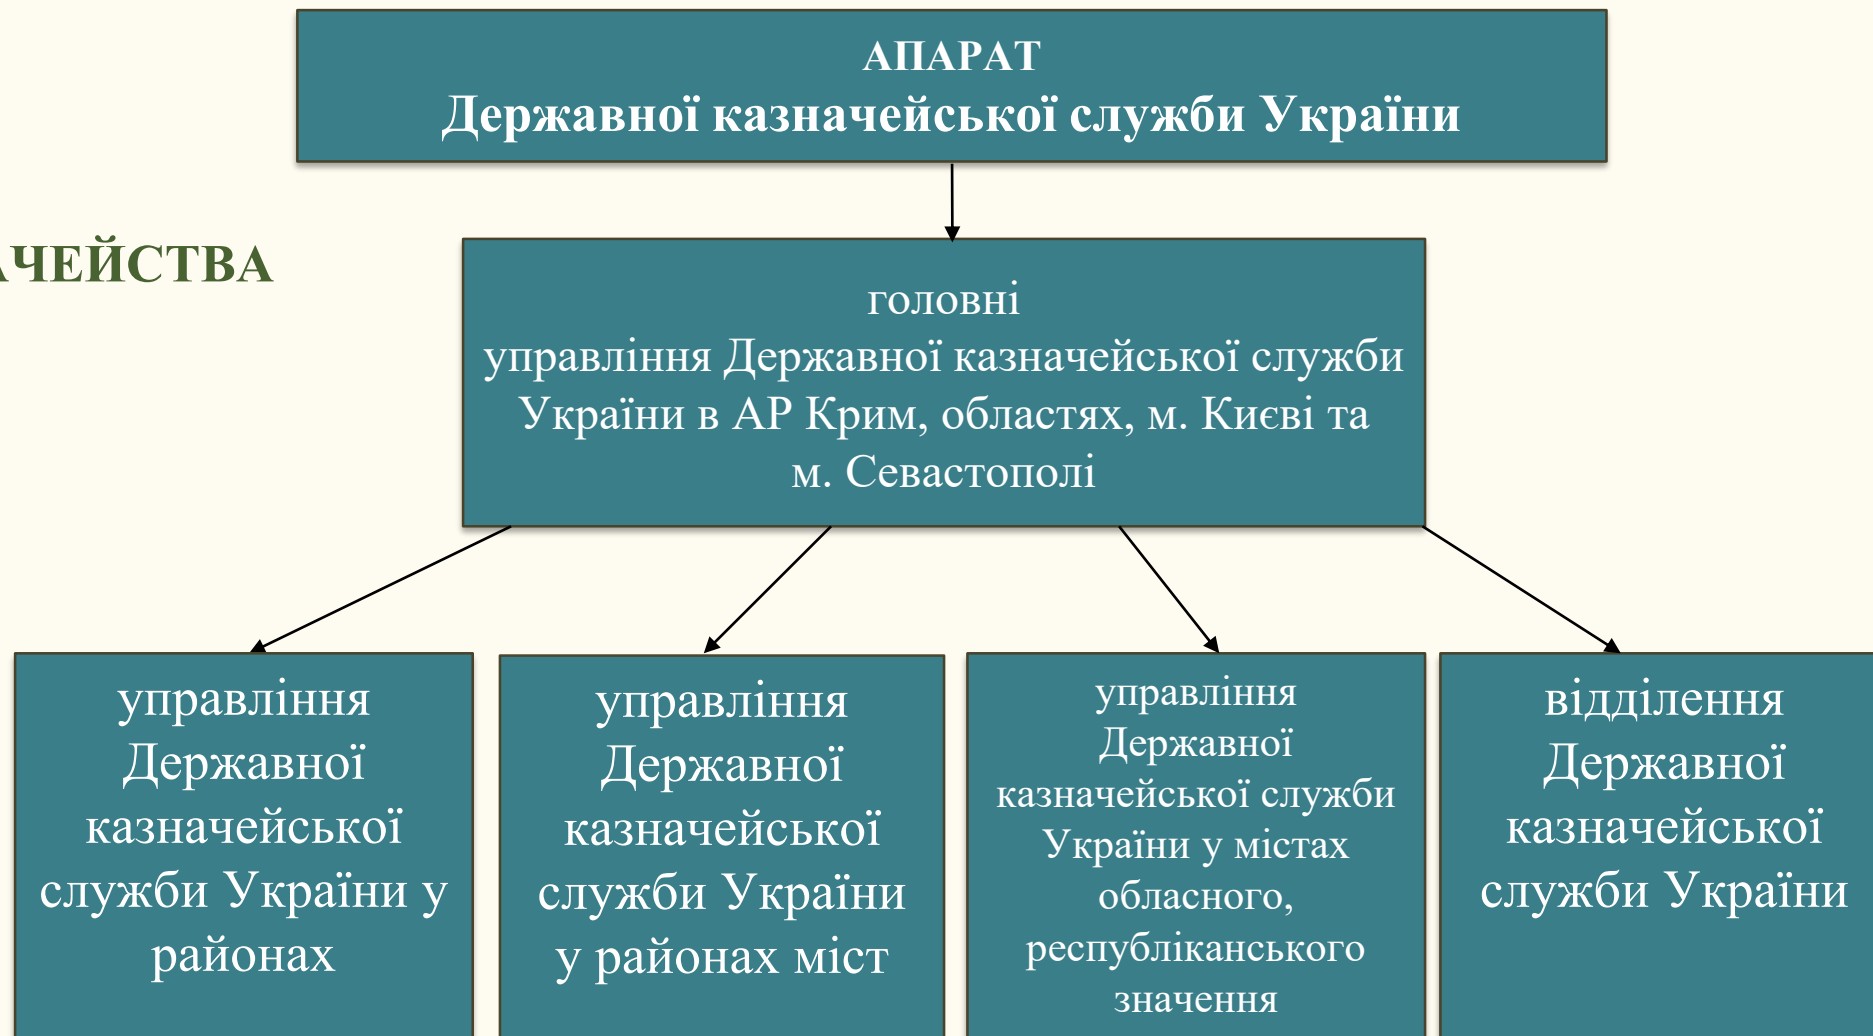 АПАРАТ
Державної казначейської служби України
АЧЕЙСТВА
головні
управління Державної казначейської служби
України в АР Крим, областях, м. Києві та
м. Севастополі
управління
Державної
казначейської
служби України у
районах
управління
Державної
казначейської
служби України
у районах міст
управління
Державної
казначейської служби
України у містах
обласного,
республіканського
значення
відділення
Державної
казначейської
служби України